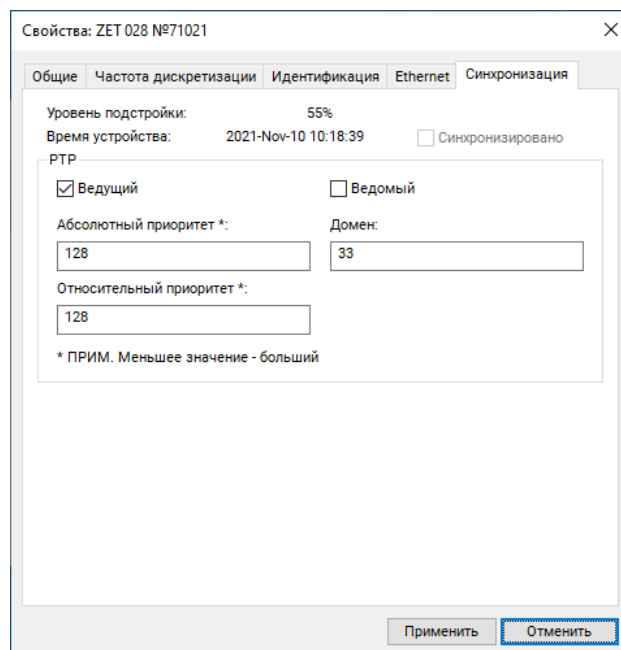 Свойства: ZET 028 №71021
Общие Частота дискретизации Идентификация Ethernet Синхронизация
Уровень подстройки: 55%
Время устройства: 2021-Nov-10 10:18:39 Синхронизировано
PTP
Ведущий Ведомый
Абсолютный приоритет *: Домен:
128 33
Относительный приоритет *:
128
* ПРИМ. Меньшее значение - больший
Применить Отменить